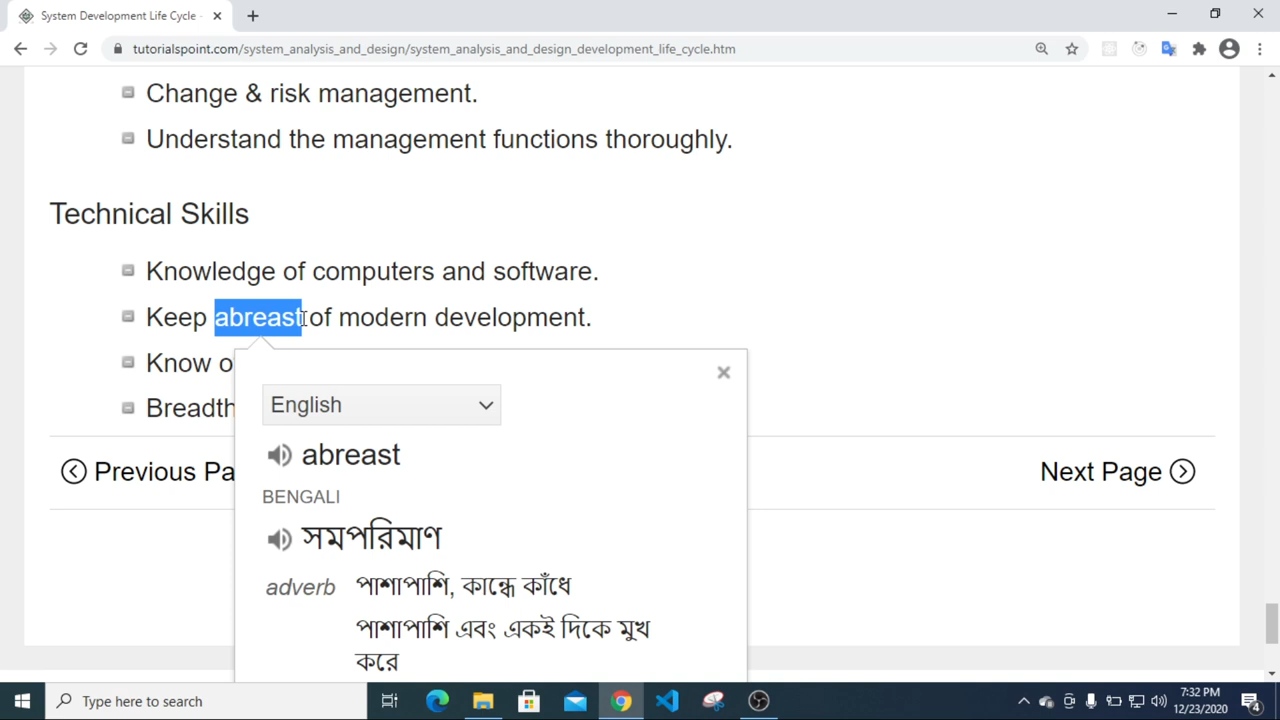 System Development Life Cycle -
tutorialspoint.com/system_analysis_and_design/system_analysis_and_design_development_life_cycle.htm
Change & risk management.
Understand the management functions thoroughly.
Technical Skills
Knowledge of computers and software.
Keep abreast of modern development.
Know o
Breadth
English
abreast
BENGALI
সমপরিমাণ
adverb পাশাপাশি, কান্ধে কাঁধে
পাশাপাশি এবং একই দিকে মুখ
করে
Previous Pa
Next Page
Type here to search
7:32 PM
12/23/2020
4